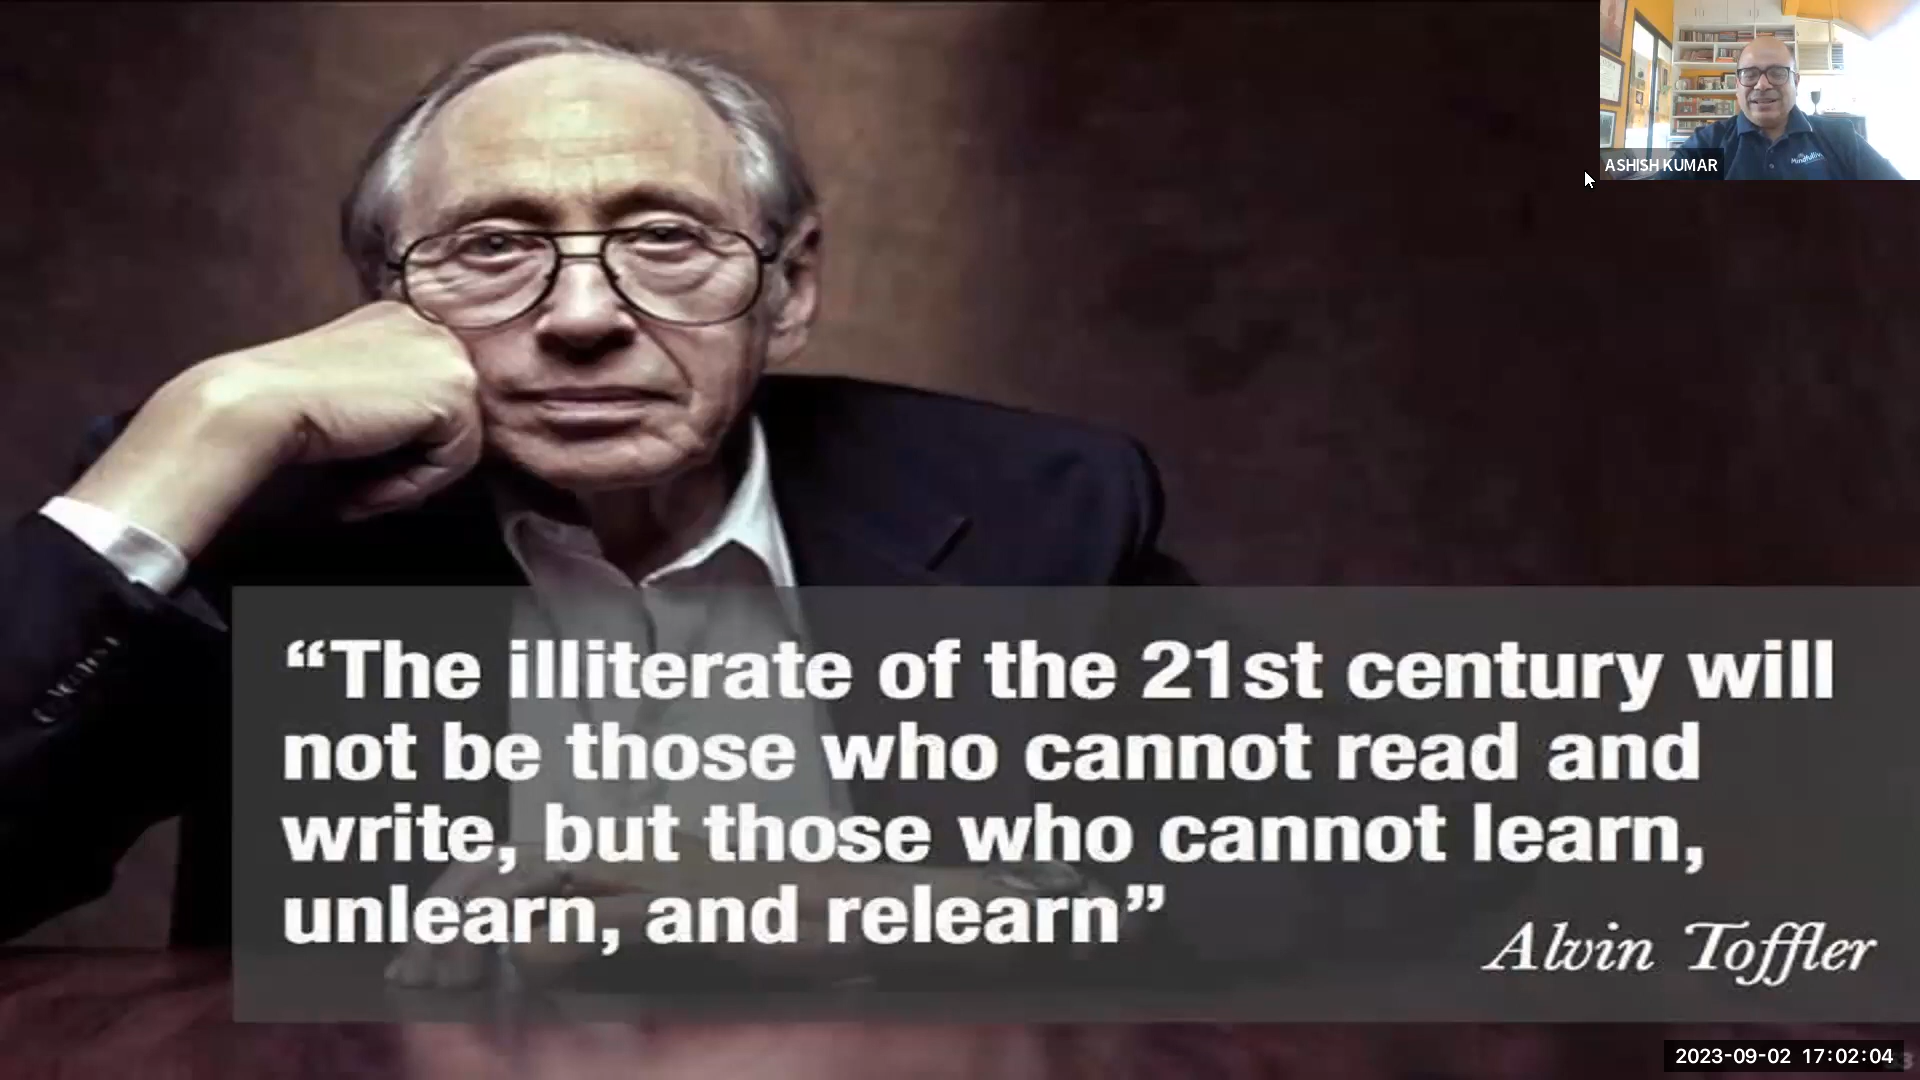 ASHISH KUMAR
“The illiterate of the 21st century will
not be those who cannot read and
write, but those who cannot learn,
unlearn, and relearn”
Alvin Toffler
2023-09-02 17:02:04